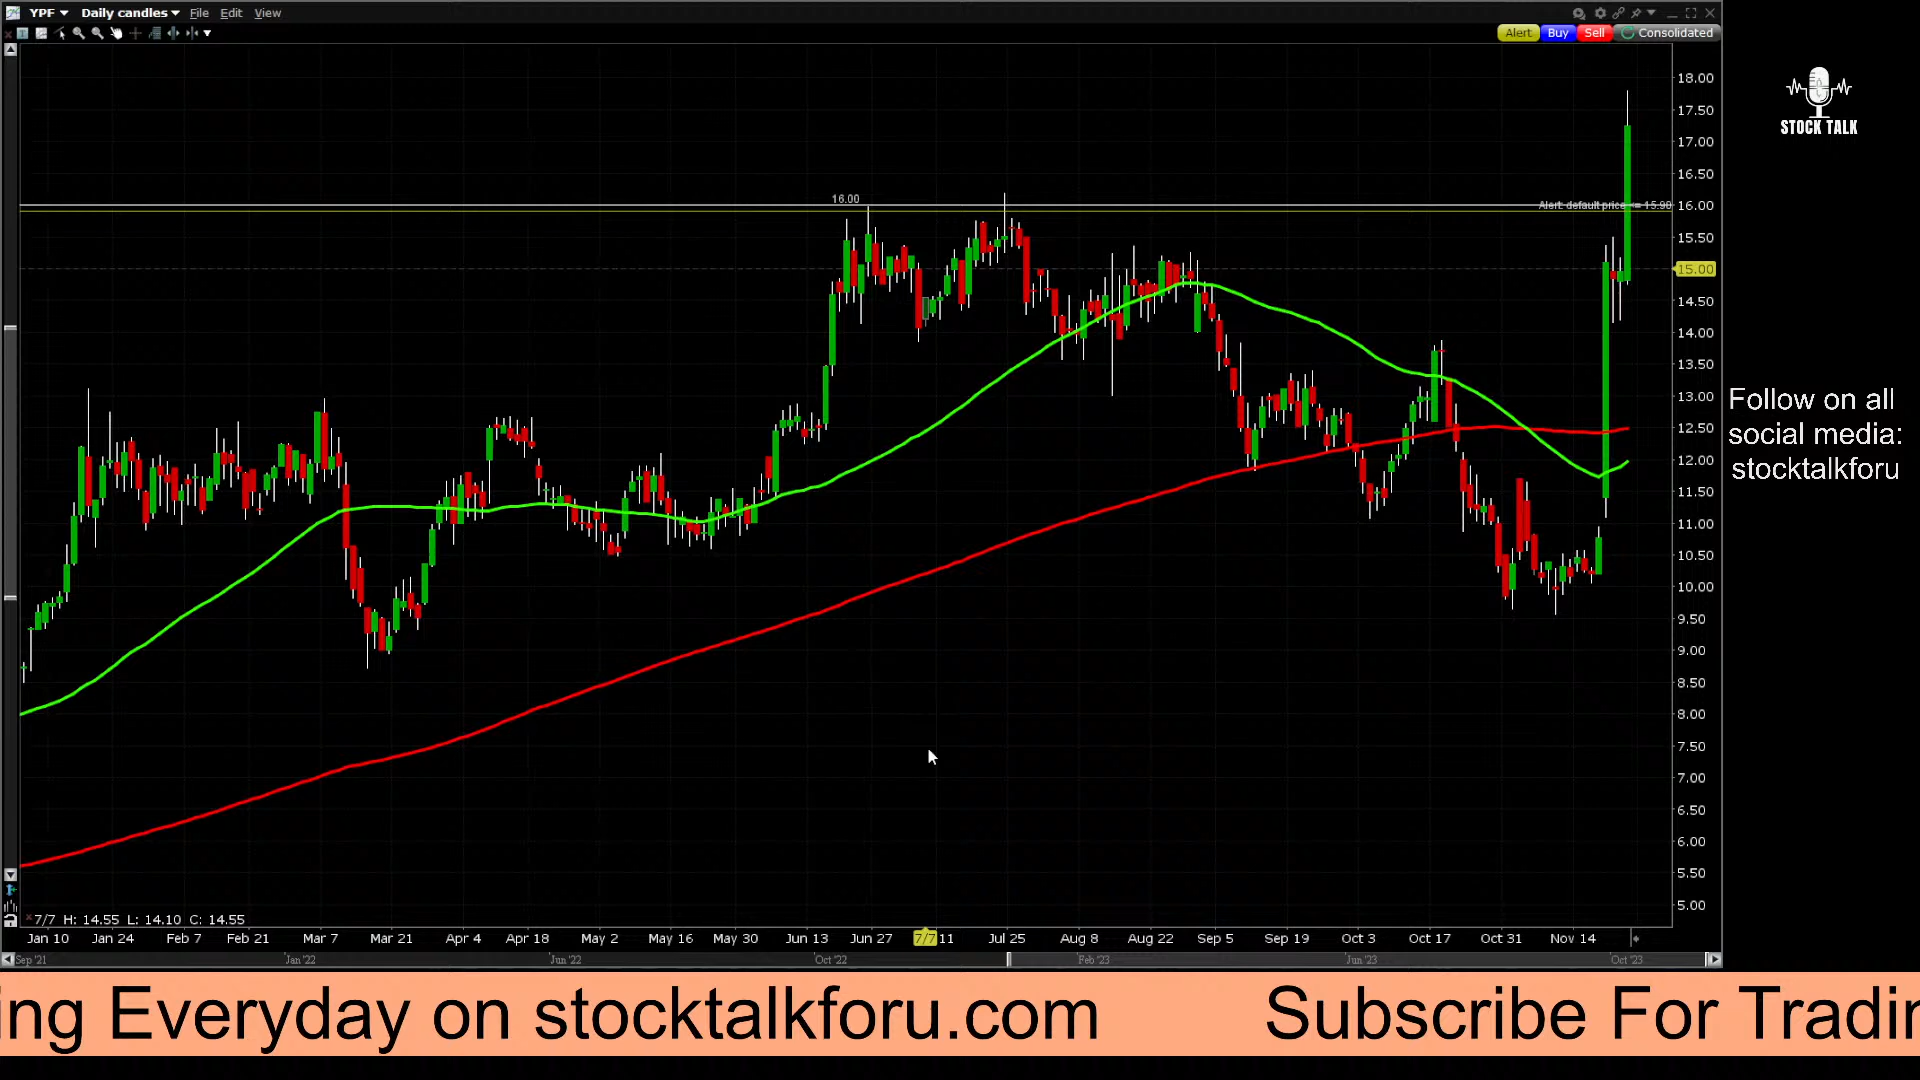 YPF Daily candles File Edit View
Alert Buy Sell Consolidated
18.00
17.50
17.00
16.50
16.00
15.50
15.00
14.50
14.00
13.50
13.00
12.50
12.00
11.50
11.00
10.50
10.00
9.50
9.00
8.50
8.00
7.50
7.00
6.50
6.00
5.50
5.00
16.00
Alert: default price <= 15.90
7/7 H: 14.55 L: 14.10 C: 14.55
Jan 10 Jan 24 Feb 7 Feb 21 Mar 7 Mar 21 Apr 4 Apr 18 May 2 May 16 May 30 Jun 13 Jun 27 7/7 11 Jul 25 Aug 8 Aug 22 Sep 5 Sep 19 Oct 3 Oct 17 Oct 31 Nov 14
Sep '21 Jan '22 Jun '22 Oct '22 Feb '23 Jun '23 Oct '23
STOCK TALK
Follow on all
social media:
stocktalkforu
ing Everyday on stocktalkforu.com Subscribe For Tradin